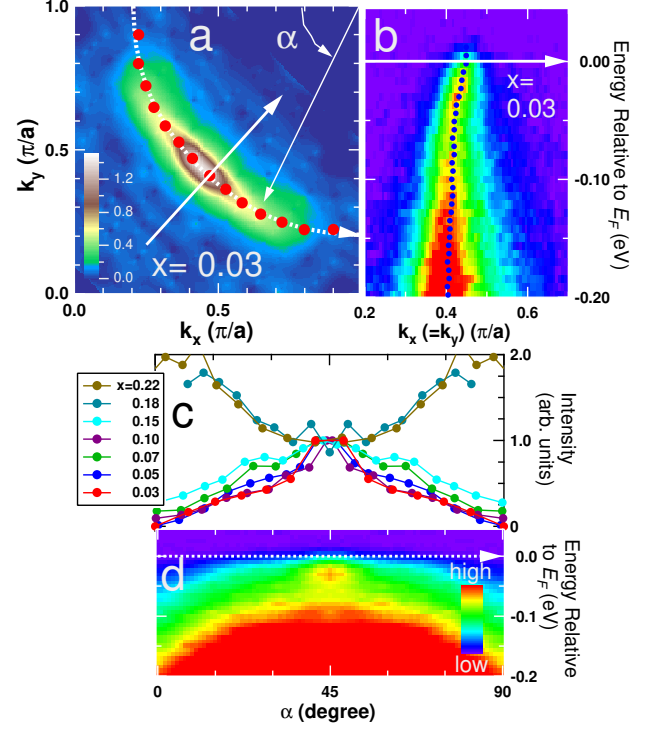 a
α
1.0
0.5
0.0
k_y (π/a)
1.2
0.8
0.4
0.0
x= 0.03
0.0
0.5
k_x (π/a)
b
x=
0.03
0.00
-0.10
-0.20
Energy Relative to E_F (eV)
0.2
0.4
0.6
k_x (=k_y) (π/a)
c
x=0.22
0.18
0.15
0.10
0.07
0.05
0.03
2.0
1.0
0
Intensity
(arb. units)
d
high
low
0.0
-0.1
-0.2
Energy Relative
to E_F (eV)
0
45
90
α (degree)